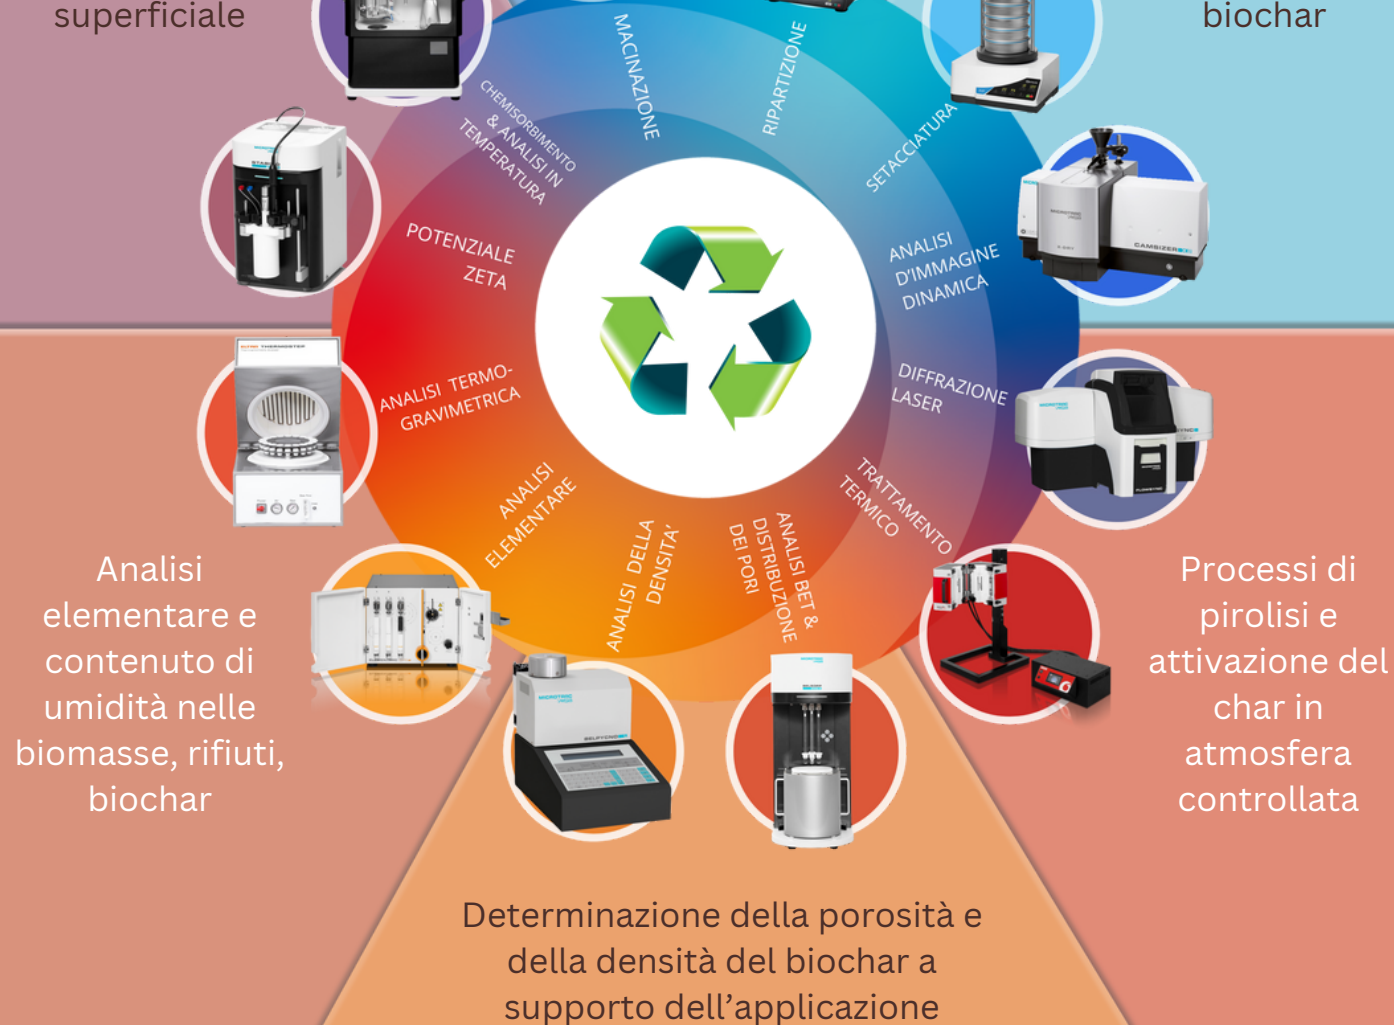 superficiale
biochar
MACINAZIONE
RIPARTIZIONE
SETACCIATURA
CHEMISORBIMENTO
& ANALISI IN
TEMPERATURA
POTENZIALE
ZETA
ANALISI
D'IMMAGINE
DINAMICA
CAMSIZER
DIFFRAZIONE
LASER
ANALISI TERMO-
GRAVIMETRICA
ANALISI
ELEMENTARE
ANALISI DELLA
DENSITA'
ANALISI BET &
DISTRIBUZIONE
DEI PORI
TRATTAMENTO
TERMICO
Analisi
elementare e
contenuto di
umidità nelle
biomasse, rifiuti,
biochar
Processi di
pirolisi e
attivazione del
char in
atmosfera
controllata
Determinazione della porosità e
della densità del biochar a
supporto dell’applicazione